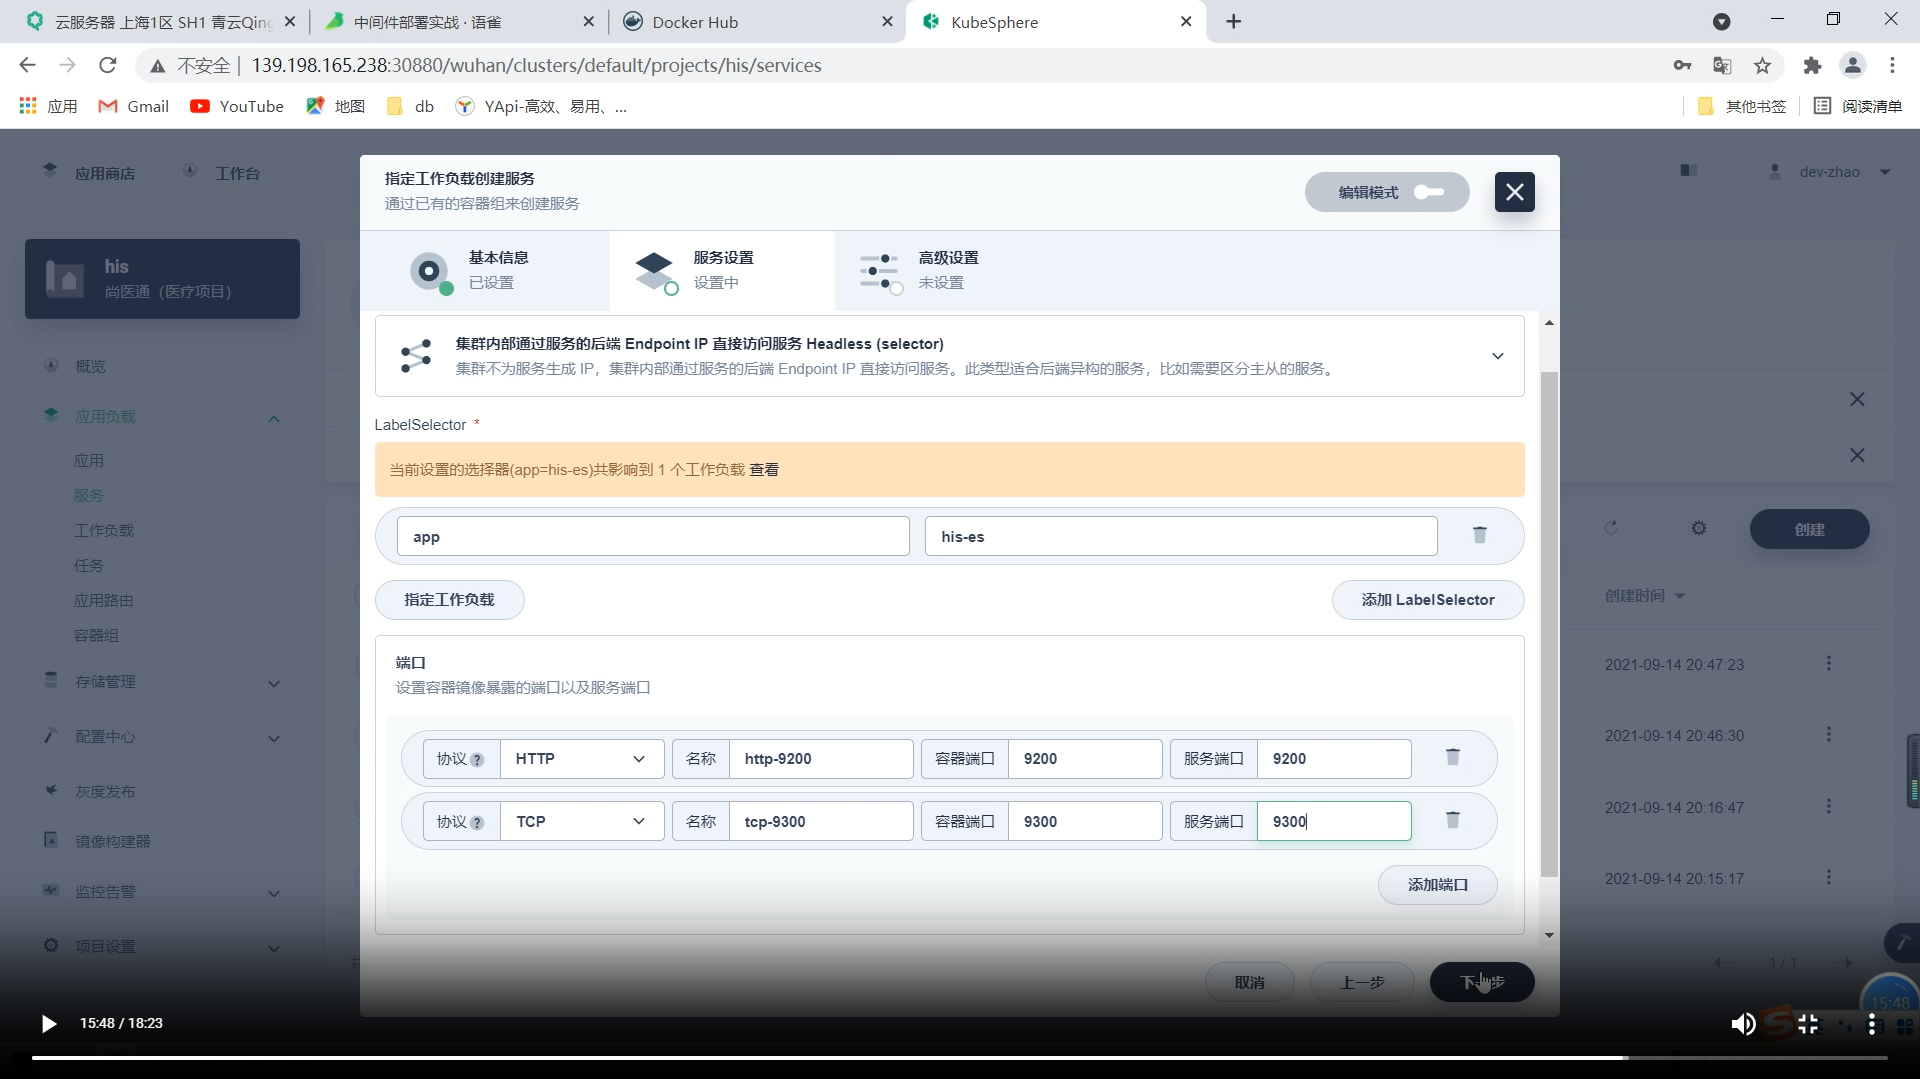 云服务器 上海1区 SH1 青云Qing
中间件部署实战 · 语雀
Docker Hub
KubeSphere
不安全
139.198.165.238:30880/wuhan/clusters/default/projects/his/services
应用
Gmail
YouTube
地图
db
YApi-高效、易用、...
其他书签
阅读清单
应用商店
工作台
dev-zhao
指定工作负载创建服务
通过已有的容器组来创建服务
编辑模式
his
尚医通（医疗项目）
基本信息
已设置
服务设置
设置中
高级设置
未设置
概览
应用负载
应用
服务
工作负载
任务
应用路由
容器组
存储管理
配置中心
灰度发布
镜像构建器
监控告警
项目设置
集群内部通过服务的后端 Endpoint IP 直接访问服务 Headless (selector)
集群不为服务生成 IP，集群内部通过服务的后端 Endpoint IP 直接访问服务。此类型适合后端异构的服务，比如需要区分主从的服务。
LabelSelector *
当前设置的选择器(app=his-es)共影响到 1 个工作负载 查看
app
his-es
指定工作负载
添加 LabelSelector
端口
设置容器镜像暴露的端口以及服务端口
协议 ? HTTP 名称 http-9200 容器端口 9200 服务端口 9200
协议 ? TCP 名称 tcp-9300 容器端口 9300 服务端口 9300
添加端口
取消
上一步
下一步
创建
创建时间
2021-09-14 20:47:23
2021-09-14 20:46:30
2021-09-14 20:16:47
2021-09-14 20:15:17
1 / 1
15:48
15:48 / 18:23